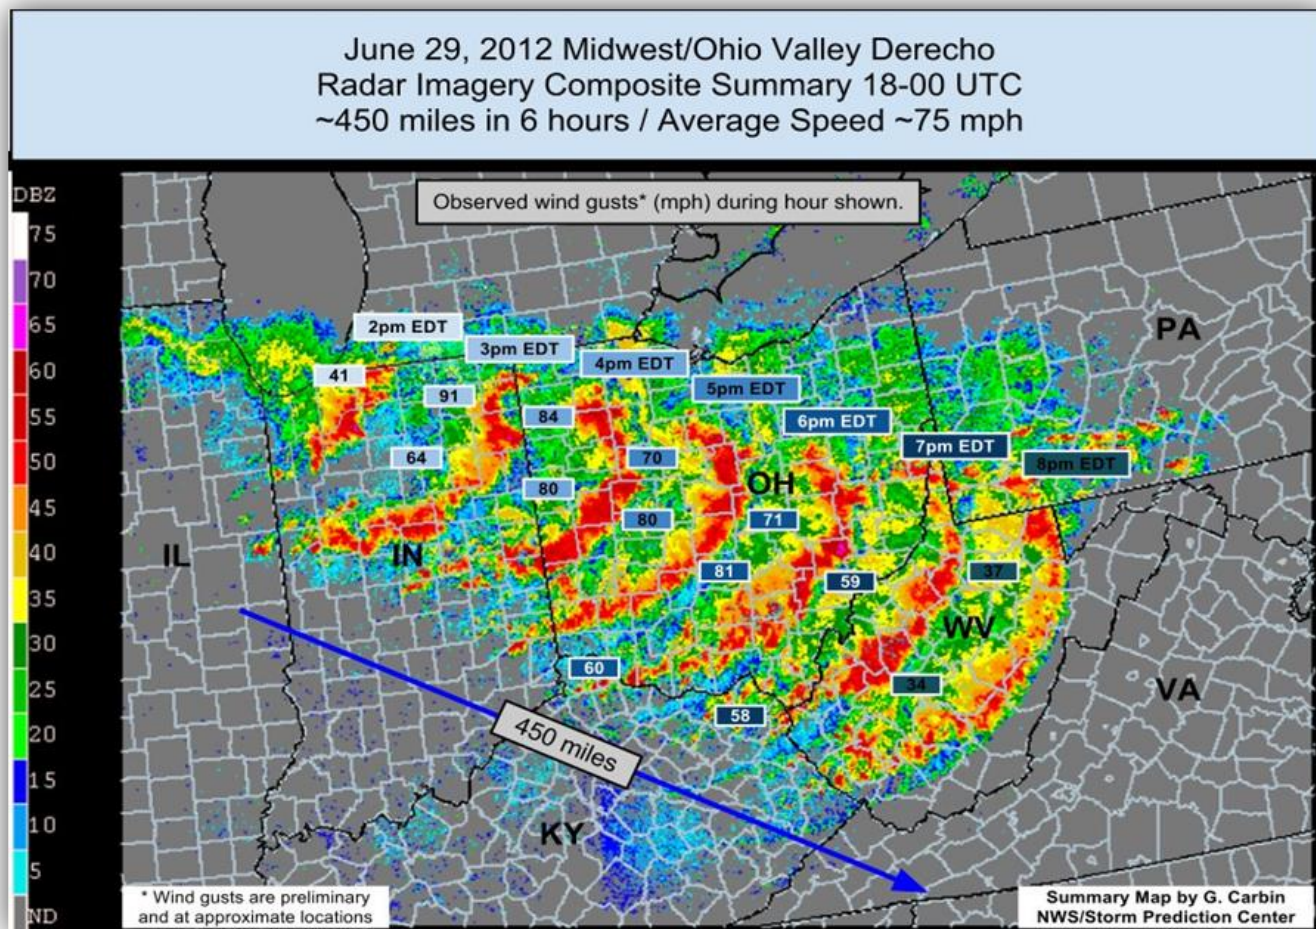 June 29, 2012 Midwest/Ohio Valley Derecho
Radar Imagery Composite Summary 18-00 UTC
~450 miles in 6 hours / Average Speed ~75 mph
DBZ
75
70
65
60
55
50
45
40
35
30
25
20
15
10
5
ND
Observed wind gusts* (mph) during hour shown.
2pm EDT
3pm EDT
4pm EDT
5pm EDT
6pm EDT
7pm EDT
8pm EDT
PA
41
91
84
64
70
80
OH
80
71
IL
IN
81
59
37
WV
60
34
VA
58
450 miles
KY
* Wind gusts are preliminary
and at approximate locations
Summary Map by G. Carbin
NWS/Storm Prediction Center